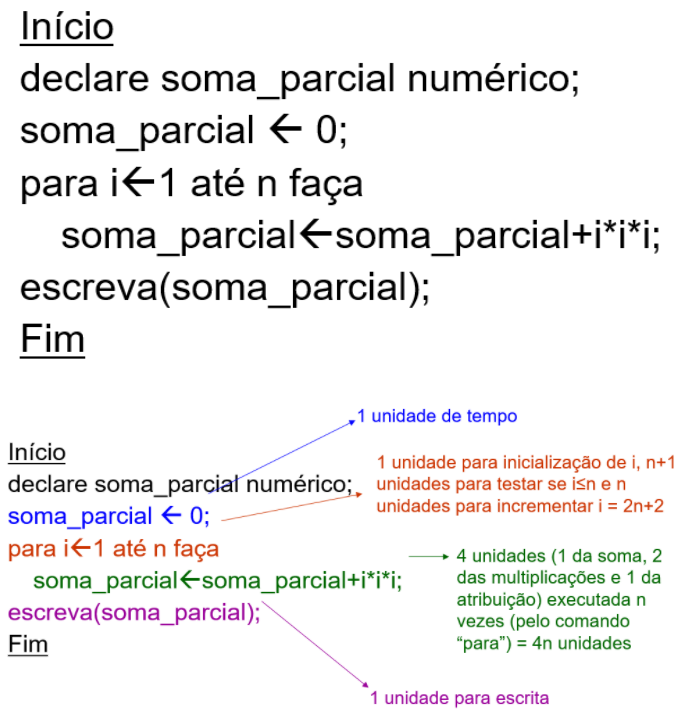 Início
declare soma_parcial numérico;
soma_parcial ← 0;
para i←1 até n faça
soma_parcial←soma_parcial+i*i*i;
escreva(soma_parcial);
Fim
1 unidade de tempo
Início
declare soma_parcial numérico;
soma_parcial ← 0;
para i←1 até n faça
soma_parcial←soma_parcial+i*i*i;
escreva(soma_parcial);
Fim
1 unidade para inicialização de i, n+1
unidades para testar se i≤n e n
unidades para incrementar i = 2n+2
4 unidades (1 da soma, 2
das multiplicações e 1 da
atribuição) executada n
vezes (pelo comando
“para”) = 4n unidades
1 unidade para escrita